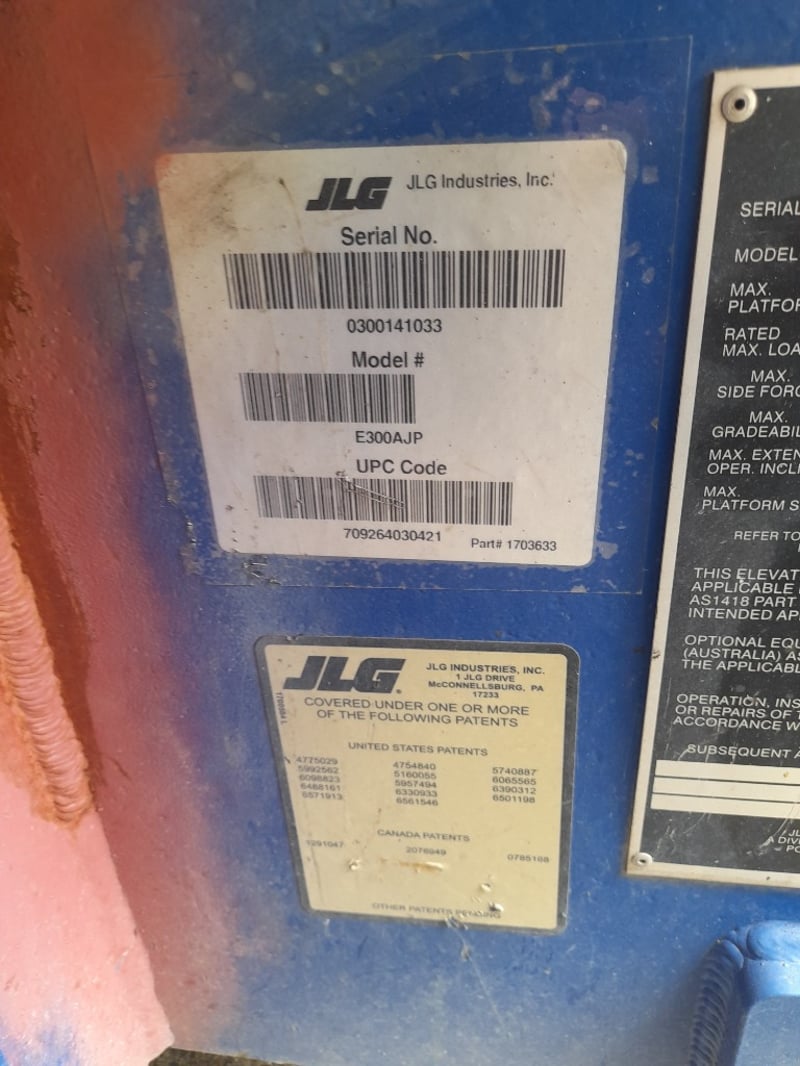 JLG JLG Industries, Inc.
Serial No.
0300141033
Model #
E300AJP
UPC Code
709264030421
Part# 1703633
JLG JLG INDUSTRIES, INC.
1 JLG DRIVE
McCONNELLSBURG, PA
17233
COVERED UNDER ONE OR MORE
OF THE FOLLOWING PATENTS
UNITED STATES PATENTS
4775029 4754840 5740887
5992562 5160055 6065565
6098823 5957494 6390312
6488161 6330933 6501198
6571913 6561546
CANADA PATENTS
1291047 2076949 0785168
OTHER PATENTS PENDING
SERIAL
MODEL
MAX.
PLATFOR
RATED
MAX. LOA
MAX.
SIDE FORC
MAX.
GRADEABIL
MAX. EXTEN
OPER. INCLI
MAX.
PLATFORM S
REFER TO
THIS ELEVAT
APPLICABLE
AS1418 PART
INTENDED AP
OPTIONAL EQU
(AUSTRALIA) AS
THE APPLICABL
OPERATION, INS
OR REPAIRS OF T
ACCORDANCE W
SUBSEQUENT A
JL
A DIVI
PO